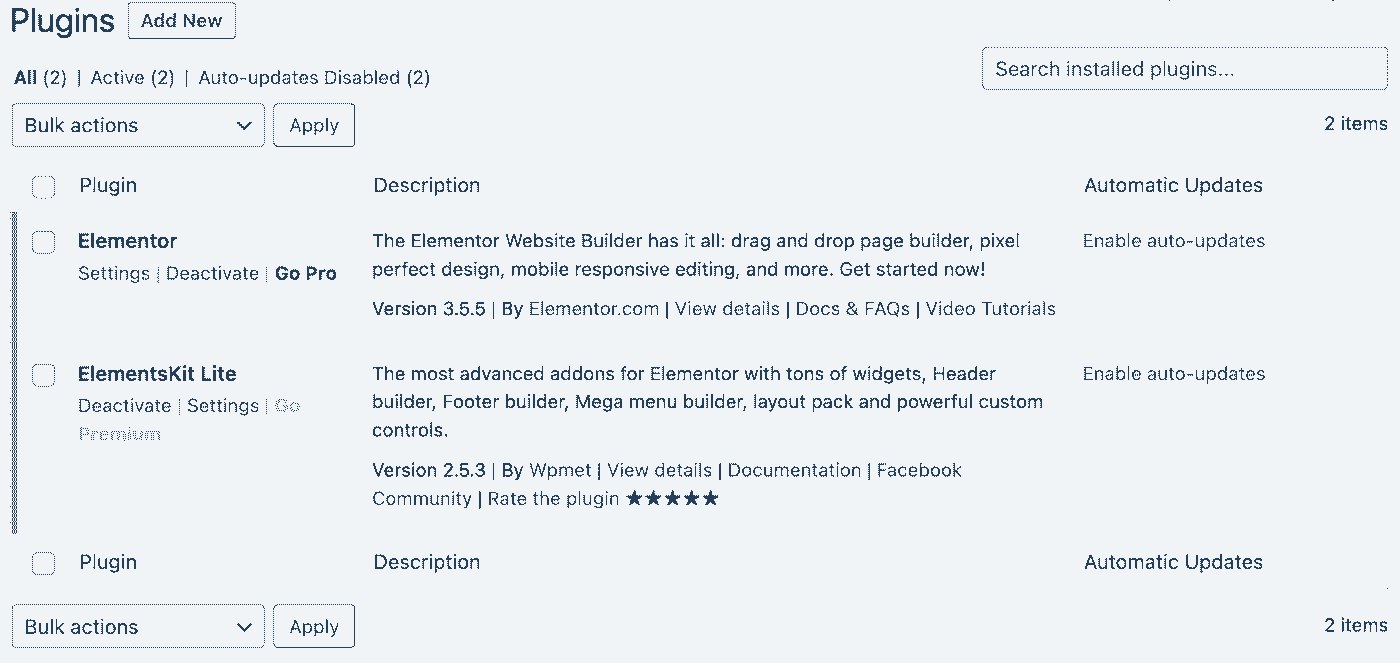 Plugins Add New
All (2) | Active (2) | Auto-updates Disabled (2)
Search installed plugins...
Bulk actions Apply
2 items
Plugin Description Automatic Updates
Elementor
Settings | Deactivate | Go Pro
The Elementor Website Builder has it all: drag and drop page builder, pixel
perfect design, mobile responsive editing, and more. Get started now!
Version 3.5.5 | By Elementor.com | View details | Docs & FAQs | Video Tutorials
Enable auto-updates
ElementsKit Lite
Deactivate | Settings | Go
Premium
The most advanced addons for Elementor with tons of widgets, Header
builder, Footer builder, Mega menu builder, layout pack and powerful custom
controls.
Version 2.5.3 | By Wpmet | View details | Documentation | Facebook
Community | Rate the plugin ★★★★★
Enable auto-updates
Plugin Description Automatic Updates
Bulk actions Apply
2 items